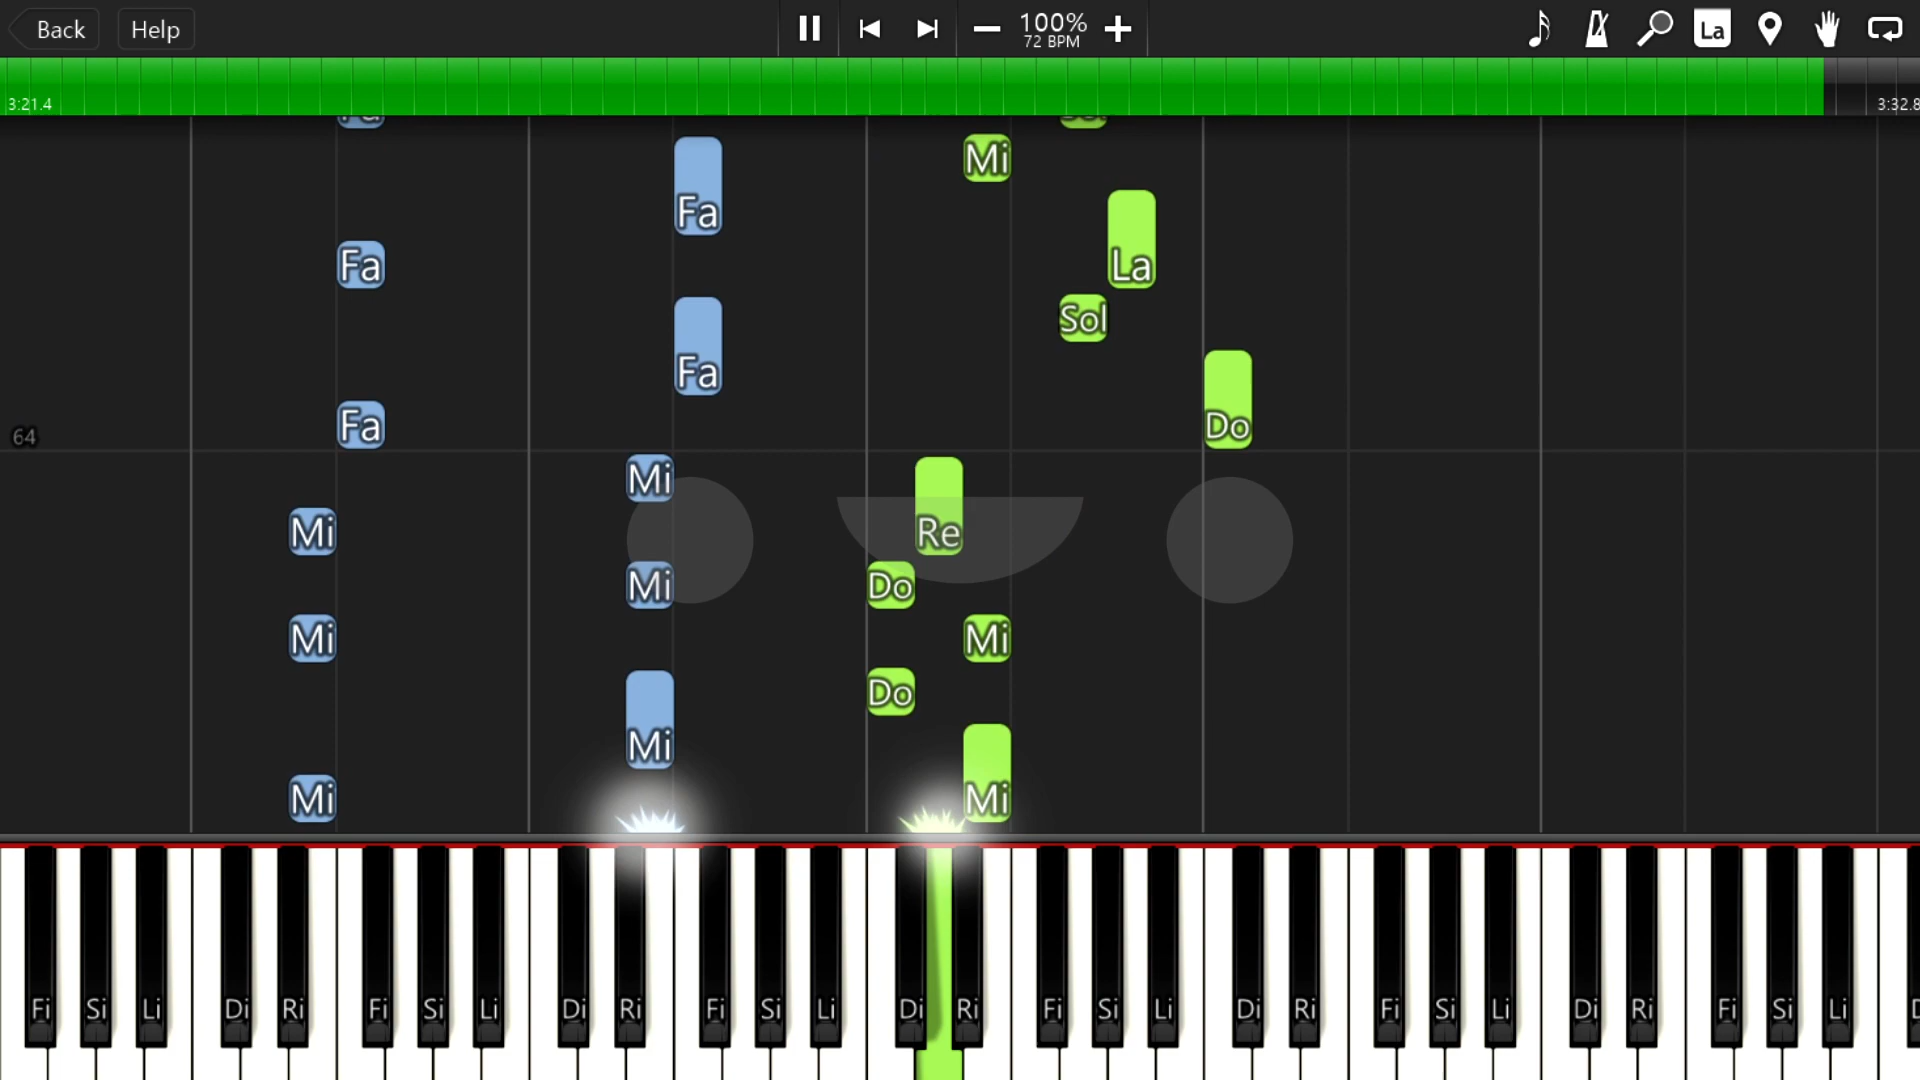 Back Help 100% La
72 BPM
3:21.4 3:32.8
Mi
Fa
Fa La
Sol
Fa
Fa Do
64
Mi
Mi Re
Mi Do
Mi Mi
Do
Mi
Mi Mi
Fi Si Li Di Ri Fi Si Li Di Ri Fi Si Li Di Ri Fi Si Li Di Ri Fi Si Li Di Ri Fi Si Li